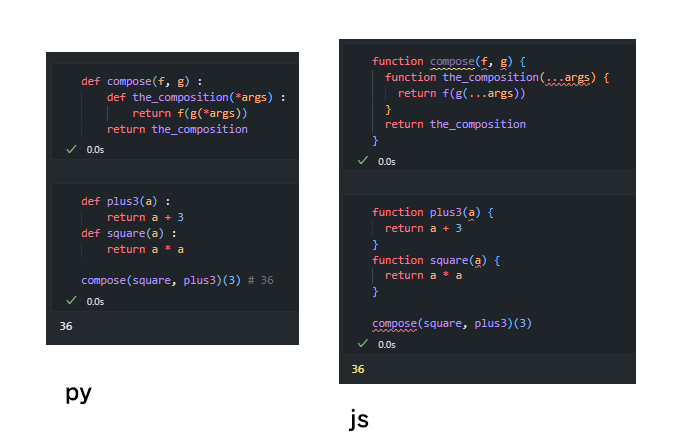 def compose(f, g) :
    def the_composition(*args) :
        return f(g(*args))
    return the_composition
0.0s
def plus3(a) :
    return a + 3
def square(a) :
    return a * a

compose(square, plus3)(3) # 36
0.0s
36
py
function compose(f, g) {
  function the_composition(...args) {
    return f(g(...args))
  }
  return the_composition
}
0.0s
function plus3(a) {
  return a + 3
}
function square(a) {
  return a * a
}

compose(square, plus3)(3)
0.0s
36
js